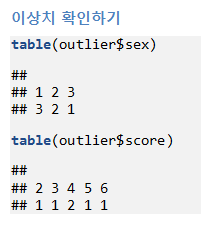 이상치 확인하기
table(outlier$sex)
##
## 1 2 3
## 3 2 1
table(outlier$score)
##
## 2 3 4 5 6
## 1 1 2 1 1